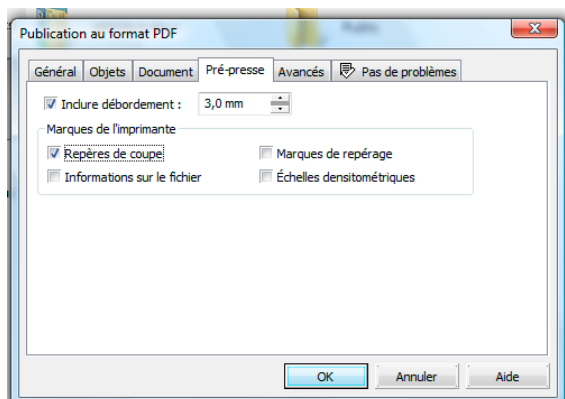 Publication au format PDF
Général Objets Document Pré-presse Avancés Pas de problèmes
Inclure débordement : 3,0 mm
Marques de l'imprimante
Repères de coupe Marques de repérage
Informations sur le fichier Échelles densitométriques
OK Annuler Aide